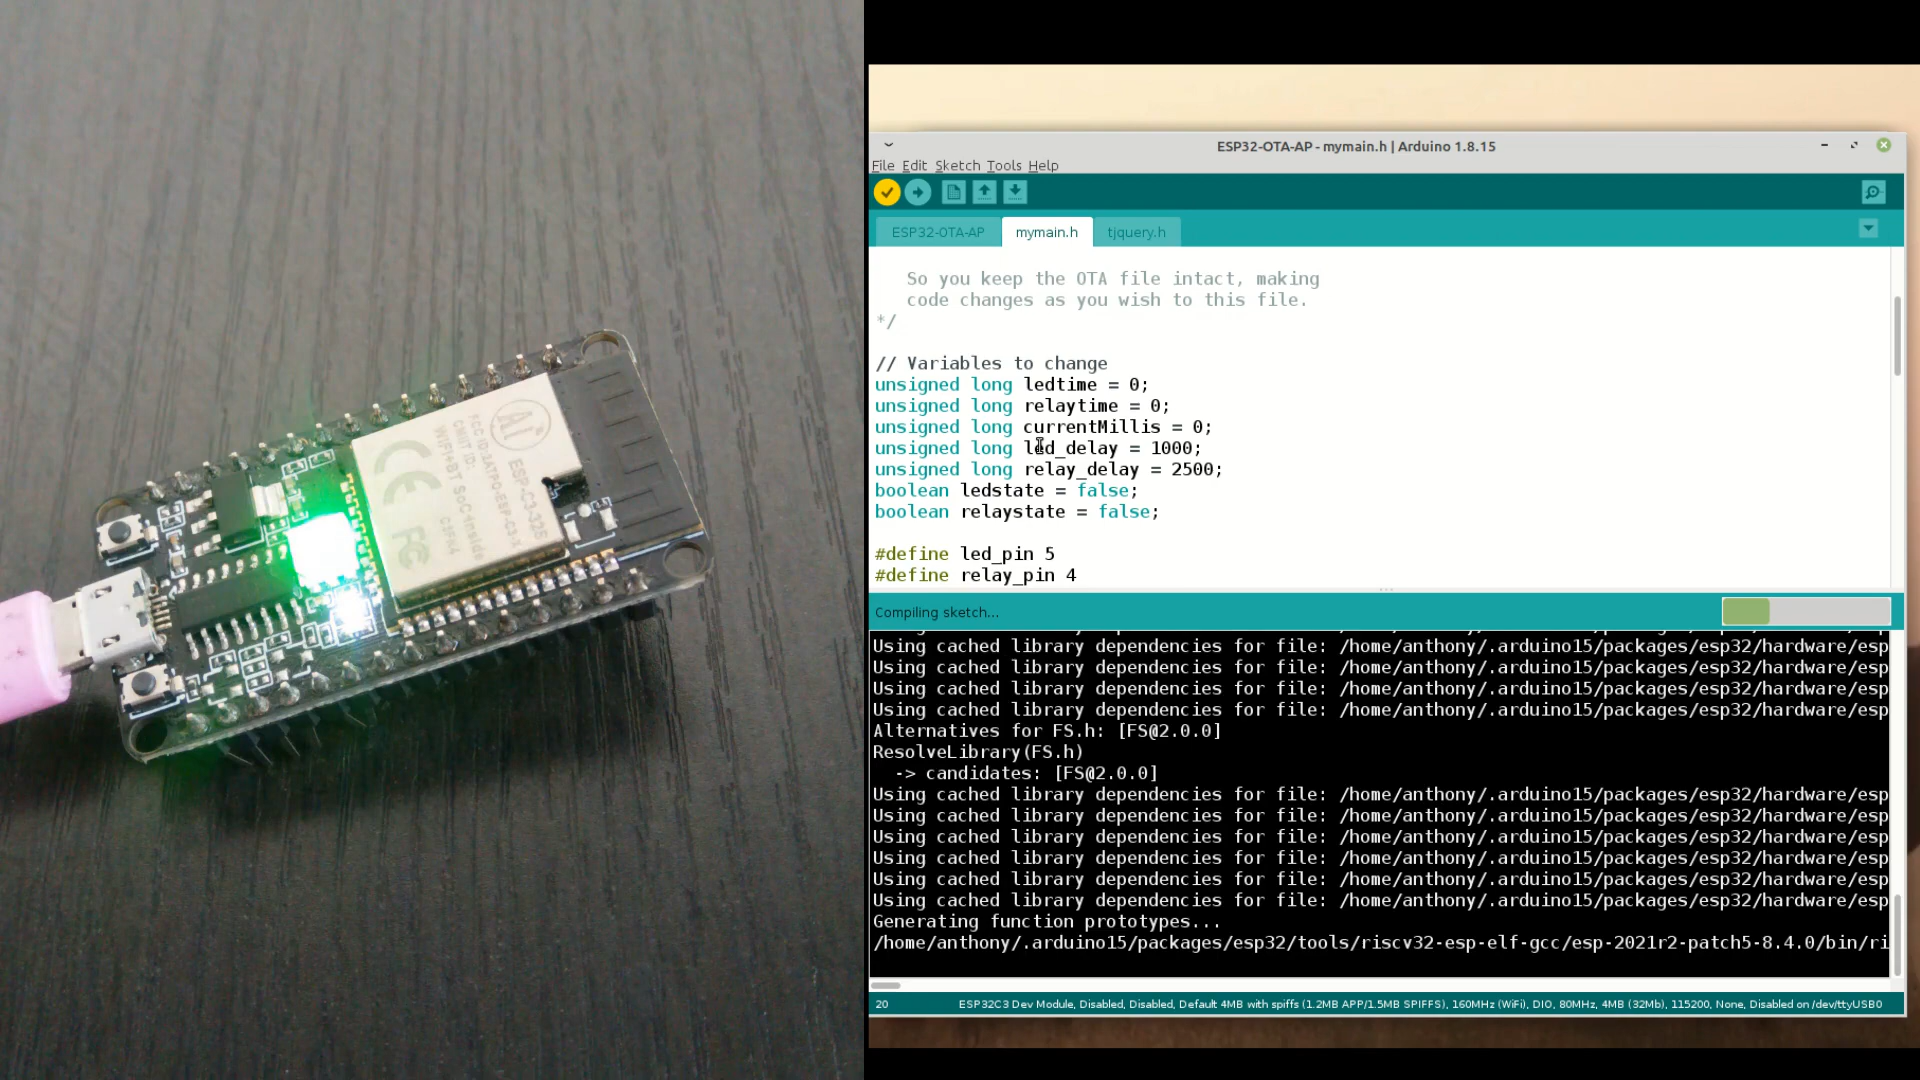 ESP32-OTA-AP - mymain.h | Arduino 1.8.15
File Edit Sketch Tools Help
ESP32-OTA-AP mymain.h tjquery.h
So you keep the OTA file intact, making
code changes as you wish to this file.
*/
// Variables to change
unsigned long ledtime = 0;
unsigned long relaytime = 0;
unsigned long currentMillis = 0;
unsigned long led_delay = 1000;
unsigned long relay_delay = 2500;
boolean ledstate = false;
boolean relaystate = false;
#define led_pin 5
#define relay_pin 4
Compiling sketch...
Using cached library dependencies for file: /home/anthony/.arduino15/packages/esp32/hardware/esp
Using cached library dependencies for file: /home/anthony/.arduino15/packages/esp32/hardware/esp
Using cached library dependencies for file: /home/anthony/.arduino15/packages/esp32/hardware/esp
Using cached library dependencies for file: /home/anthony/.arduino15/packages/esp32/hardware/esp
Alternatives for FS.h: [FS@2.0.0]
ResolveLibrary(FS.h)
-> candidates: [FS@2.0.0]
Using cached library dependencies for file: /home/anthony/.arduino15/packages/esp32/hardware/esp
Using cached library dependencies for file: /home/anthony/.arduino15/packages/esp32/hardware/esp
Using cached library dependencies for file: /home/anthony/.arduino15/packages/esp32/hardware/esp
Using cached library dependencies for file: /home/anthony/.arduino15/packages/esp32/hardware/esp
Using cached library dependencies for file: /home/anthony/.arduino15/packages/esp32/hardware/esp
Using cached library dependencies for file: /home/anthony/.arduino15/packages/esp32/hardware/esp
Generating function prototypes...
/home/anthony/.arduino15/packages/esp32/tools/riscv32-esp-elf-gcc/esp-2021r2-patch5-8.4.0/bin/ri
20 ESP32C3 Dev Module, Disabled, Disabled, Default 4MB with spiffs (1.2MB APP/1.5MB SPIFFS), 160MHz (WiFi), DIO, 80MHz, 4MB (32Mb), 115200, None, Disabled on /dev/ttyUSB0
AI
ESP-C3-32S
WiFi+BT SoC Inside
CE
FC